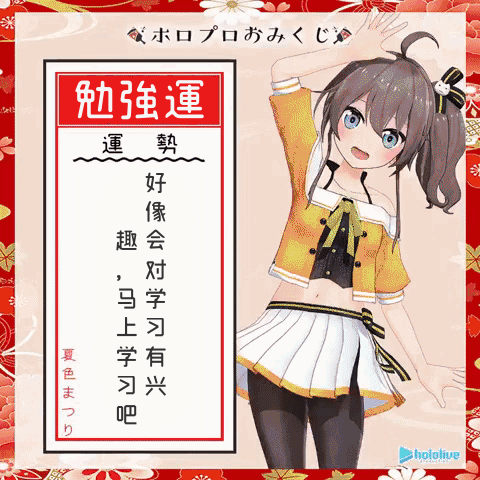 ホロプロおみくじ
勉強運
運勢
好像会对学习有兴
趣，马上学习吧
夏色まつり
hololive